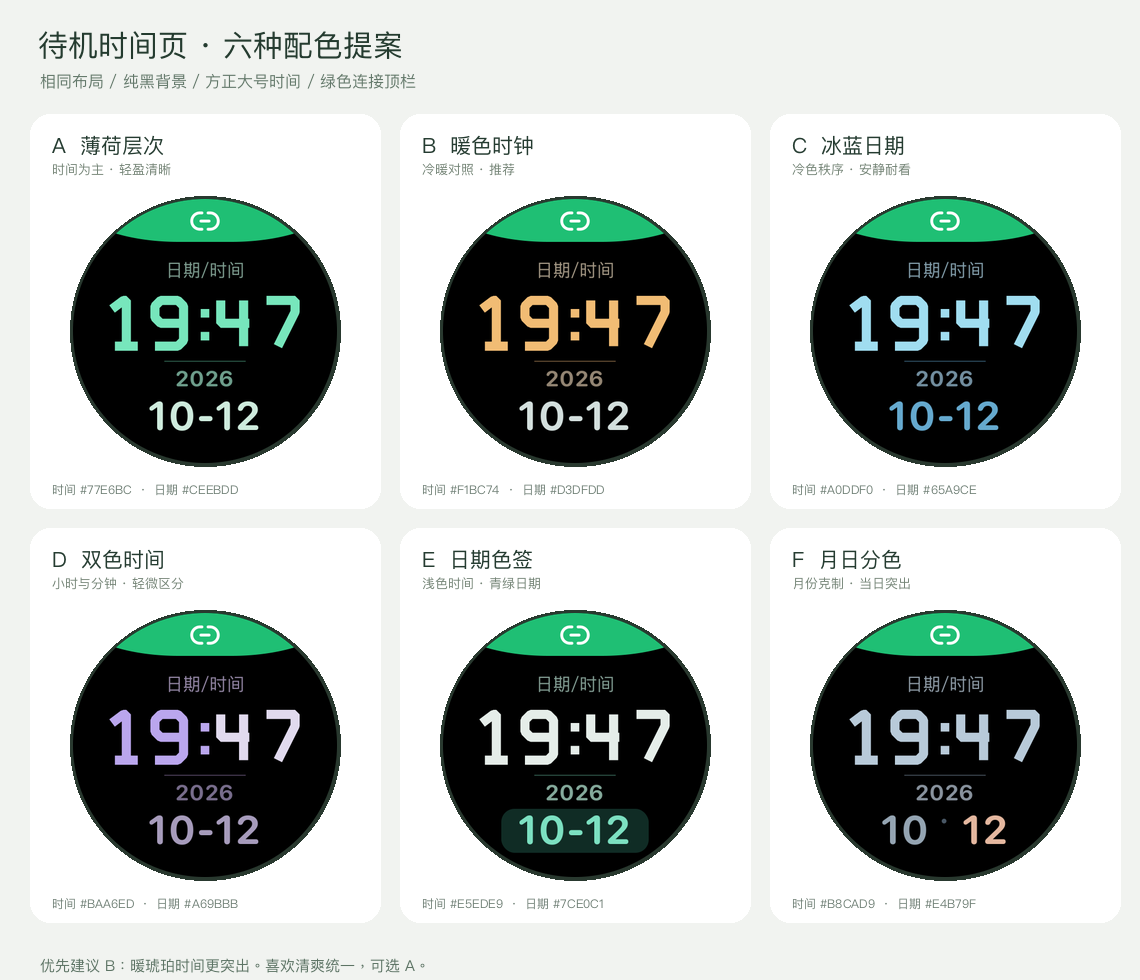 待机时间页 · 六种配色提案
相同布局 / 纯黑背景 / 方正大号时间 / 绿色连接顶栏
A 薄荷层次
时间为主 · 轻盈清晰
日期/时间
19:47
2026
10-12
时间 #77E6BC · 日期 #CEEBDD
B 暖色时钟
冷暖对照 · 推荐
日期/时间
19:47
2026
10-12
时间 #F1BC74 · 日期 #D3DFDD
C 冰蓝日期
冷色秩序 · 安静耐看
日期/时间
19:47
2026
10-12
时间 #A0DDF0 · 日期 #65A9CE
D 双色时间
小时与分钟 · 轻微区分
日期/时间
19:47
2026
10-12
时间 #BAA6ED · 日期 #A69BBB
E 日期色签
浅色时间 · 青绿日期
日期/时间
19:47
2026
10-12
时间 #E5EDE9 · 日期 #7CE0C1
F 月日分色
月份克制 · 当日突出
日期/时间
19:47
2026
10 · 12
时间 #B8CAD9 · 日期 #E4B79F
优先建议 B：暖琥珀时间更突出。喜欢清爽统一，可选 A。